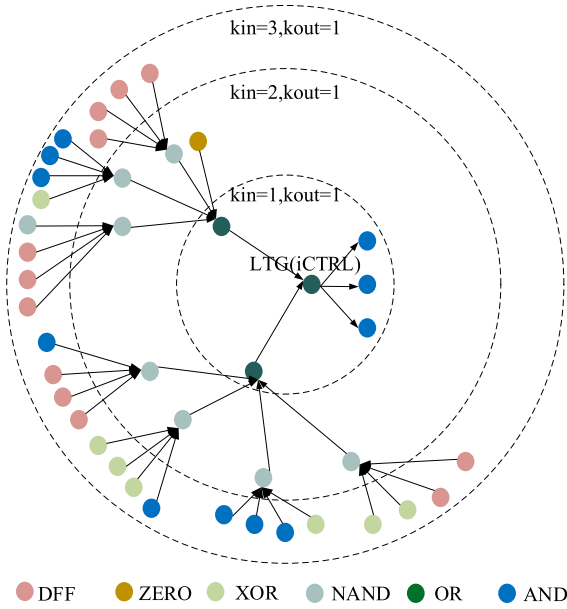 kin=3,kout=1
kin=2,kout=1
kin=1,kout=1
LTG(iCTRL)
DFF ZERO XOR NAND OR AND